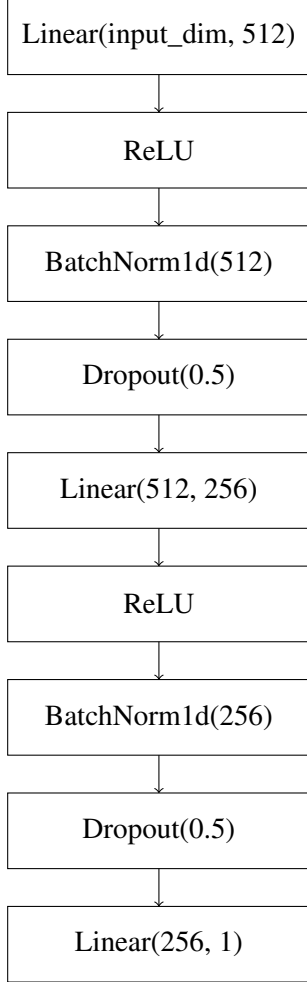 Linear(input_dim, 512)
ReLU
BatchNorm1d(512)
Dropout(0.5)
Linear(512, 256)
ReLU
BatchNorm1d(256)
Dropout(0.5)
Linear(256, 1)